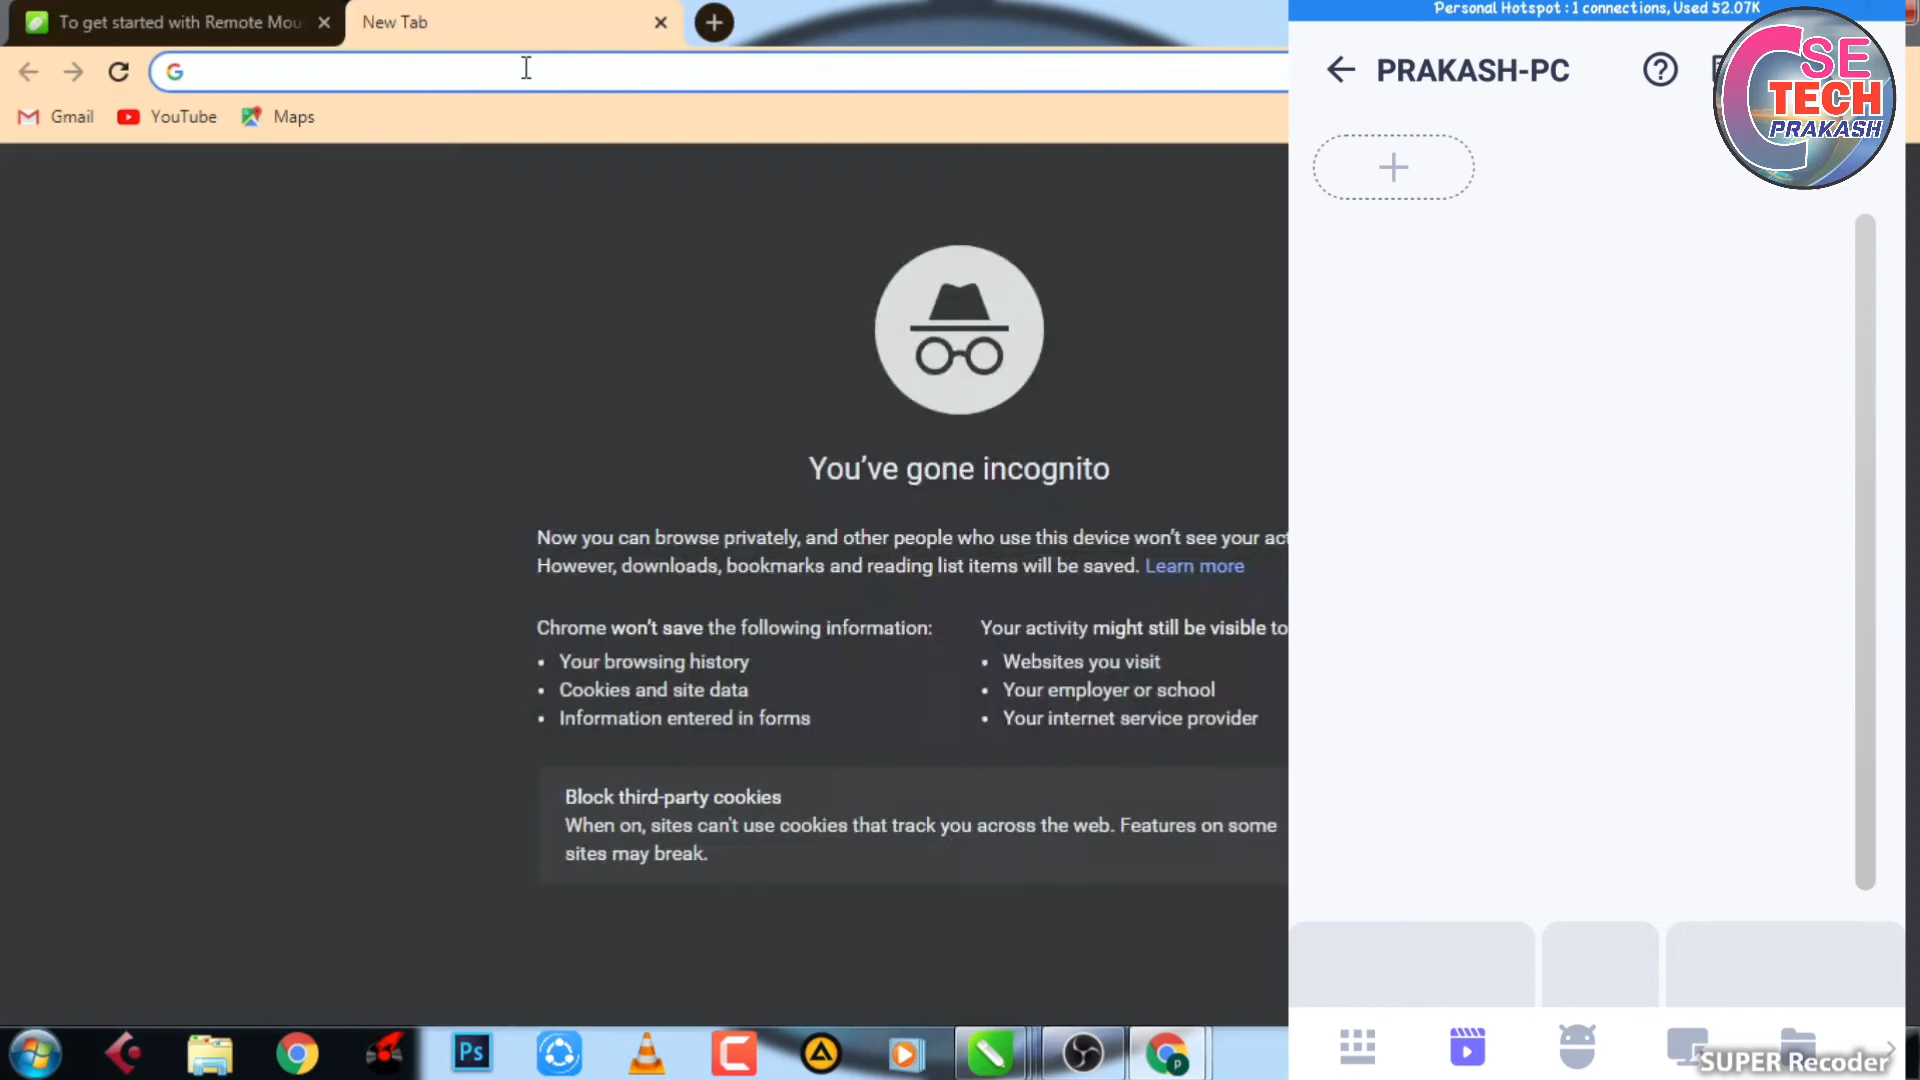 To get started with Remote Mou
New Tab
Gmail
YouTube
Maps
You've gone incognito
Now you can browse privately, and other people who use this device won't see your act
However, downloads, bookmarks and reading list items will be saved. Learn more
Chrome won't save the following information:
• Your browsing history
• Cookies and site data
• Information entered in forms
Your activity might still be visible to
• Websites you visit
• Your employer or school
• Your internet service provider
Block third-party cookies
When on, sites can't use cookies that track you across the web. Features on some
sites may break.
Personal Hotspot : 1 connections, Used 52.07K
PRAKASH-PC
CSE
TECH
PRAKASH
Ps
p
SUPER Recoder